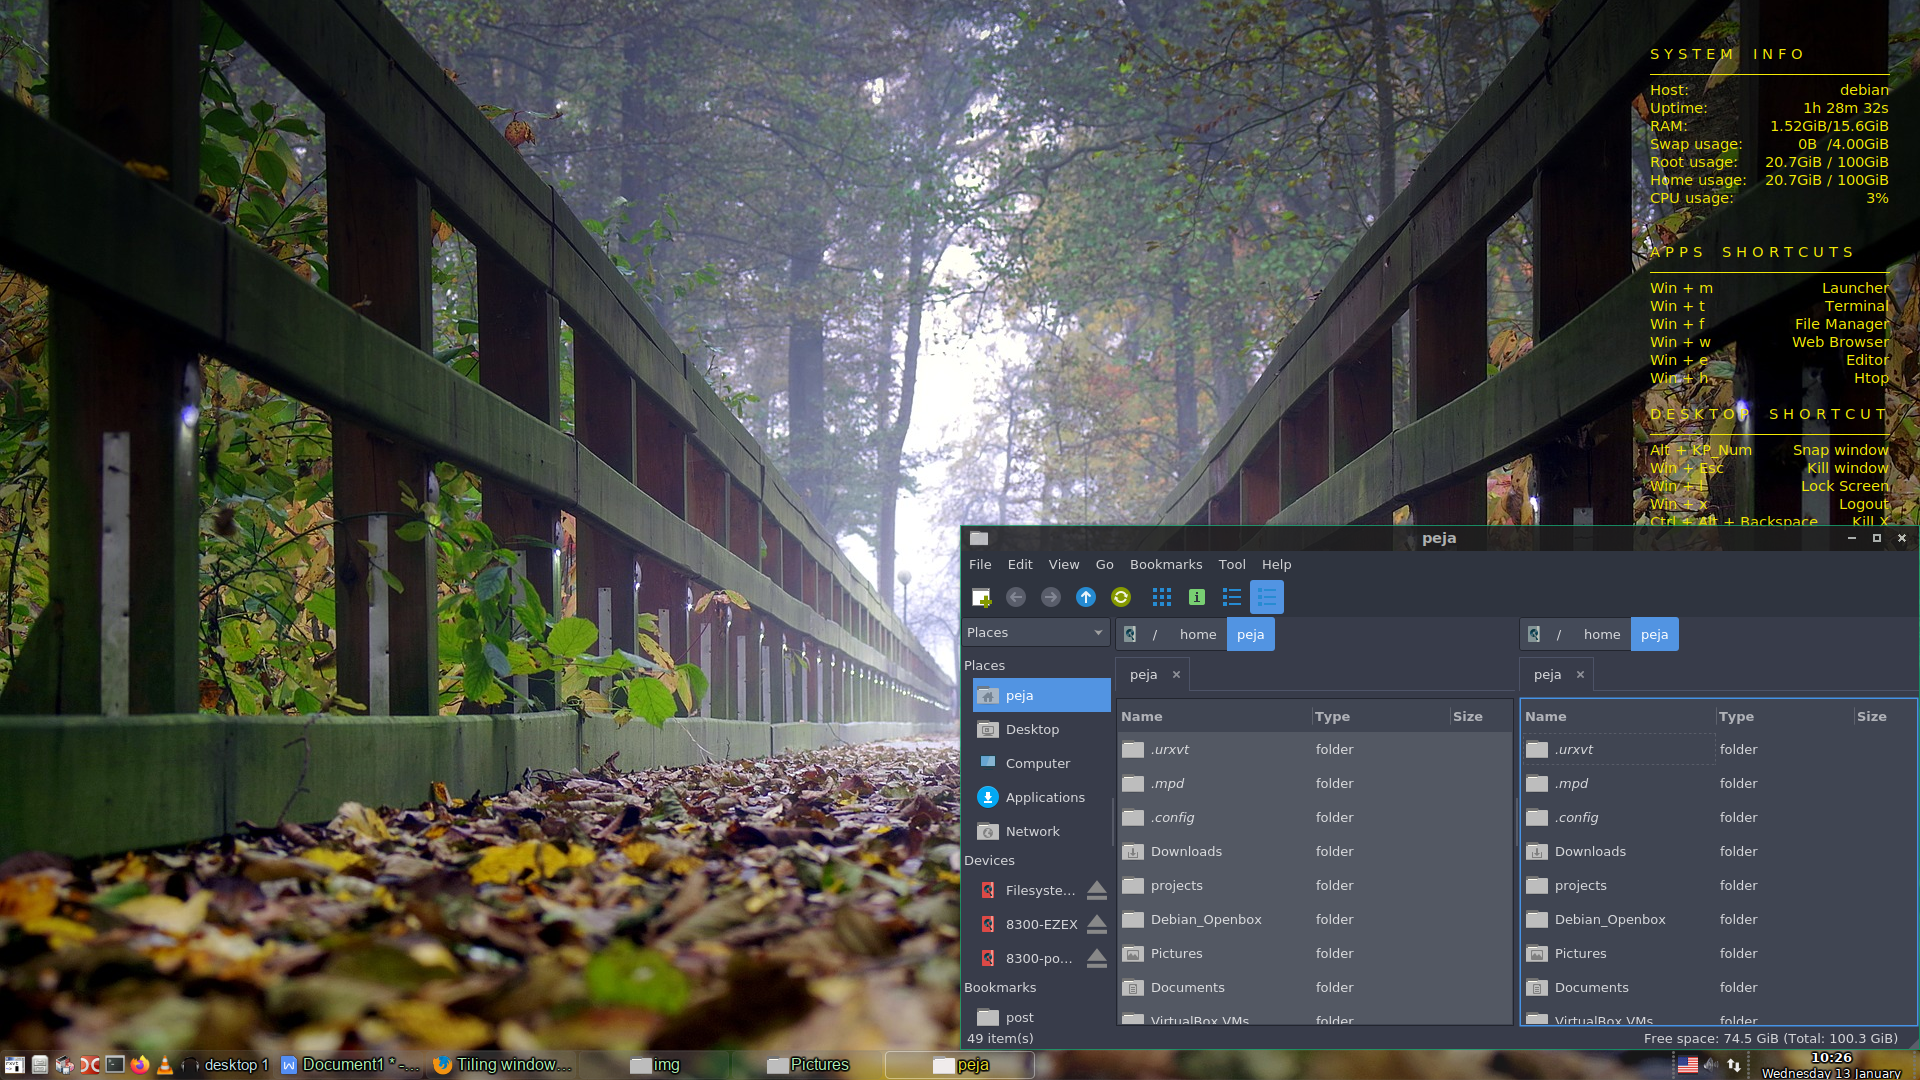 SYSTEM INFO
Host: debian
Uptime: 1h 28m 32s
RAM: 1.52GiB/15.6GiB
Swap usage: 0B /4.00GiB
Root usage: 20.7GiB / 100GiB
Home usage: 20.7GiB / 100GiB
CPU usage: 3%
APPS SHORTCUTS
Win + m Launcher
Win + t Terminal
Win + f File Manager
Win + w Web Browser
Win + e Editor
Win + h Htop
DESKTOP SHORTCUT
Alt + KP_Num Snap window
Win + Esc Kill window
Win + l Lock Screen
Win + x Logout
Ctrl + Alt + Backspace Kill X
peja
File Edit View Go Bookmarks Tool Help
Places
/ home peja
/ home peja
Places
peja
Desktop
Computer
Applications
Network
Devices
Filesyste...
8300-EZEX
8300-po...
Bookmarks
post
peja
Name Type Size
.urxvt folder
.mpd folder
.config folder
Downloads folder
projects folder
Debian_Openbox folder
Pictures folder
Documents folder
VirtualBox VMs folder
peja
Name Type Size
.urxvt folder
.mpd folder
.config folder
Downloads folder
projects folder
Debian_Openbox folder
Pictures folder
Documents folder
VirtualBox VMs folder
49 item(s) Free space: 74.5 GiB (Total: 100.3 GiB)
desktop 1 Document1 * -... Tiling window... img Pictures peja
10:26
Wednesday 13 January